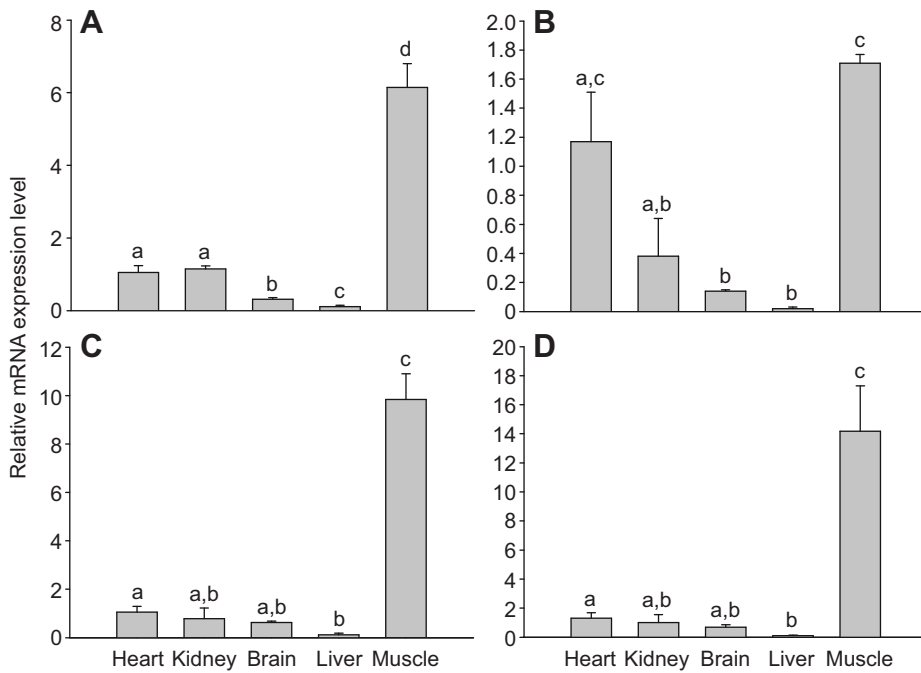 Relative mRNA expression level
A
8
6
4
2
0
a
a
b
c
d
B
2.0
1.8
1.6
1.4
1.2
1.0
0.8
0.6
0.4
0.2
0
a,c
a,b
b
b
c
C
12
10
8
6
4
2
0
a
a,b
a,b
b
c
Heart Kidney Brain Liver Muscle
D
20
18
16
14
12
10
8
6
4
2
0
a
a,b
a,b
b
c
Heart Kidney Brain Liver Muscle